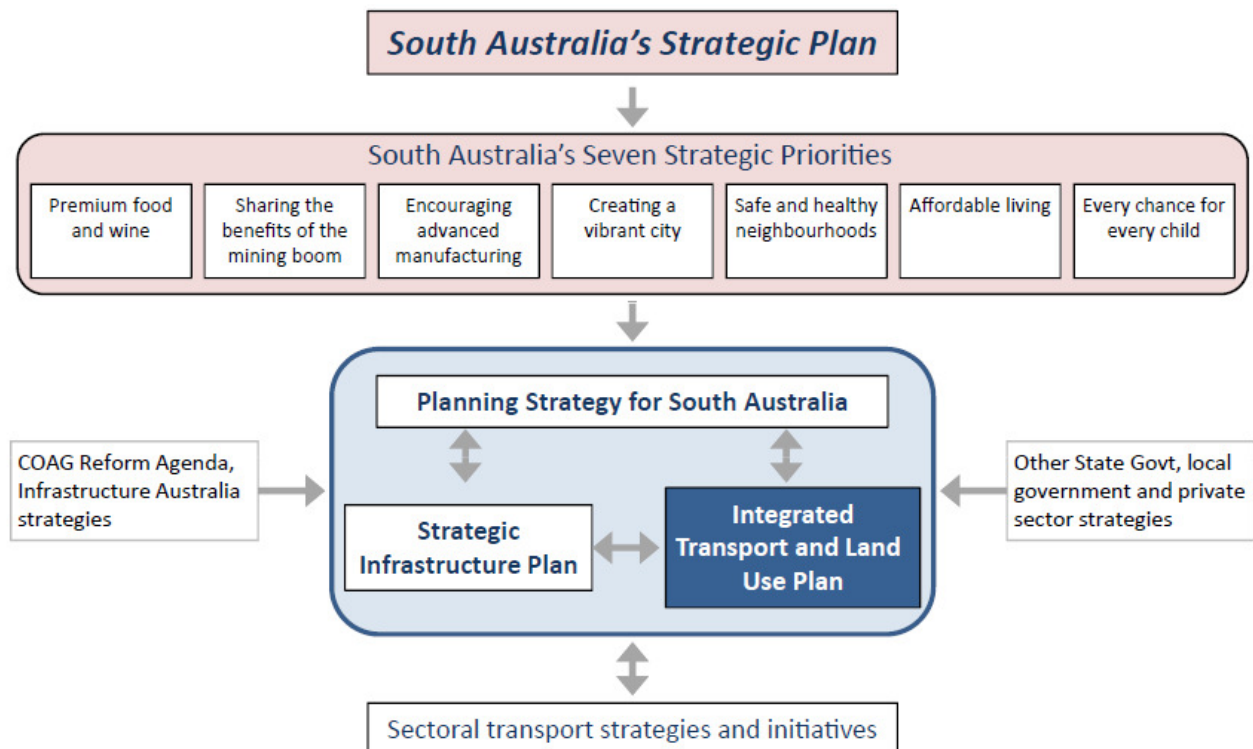 South Australia's Strategic Plan
South Australia's Seven Strategic Priorities
Premium food
and wine
Sharing the
benefits of the
mining boom
Encouraging
advanced
manufacturing
Creating a
vibrant city
Safe and healthy
neighbourhoods
Affordable living
Every chance for
every child
Planning Strategy for South Australia
COAG Reform Agenda,
Infrastructure Australia
strategies
Strategic
Infrastructure Plan
Integrated
Transport and Land
Use Plan
Other State Govt, local
government and private
sector strategies
Sectoral transport strategies and initiatives